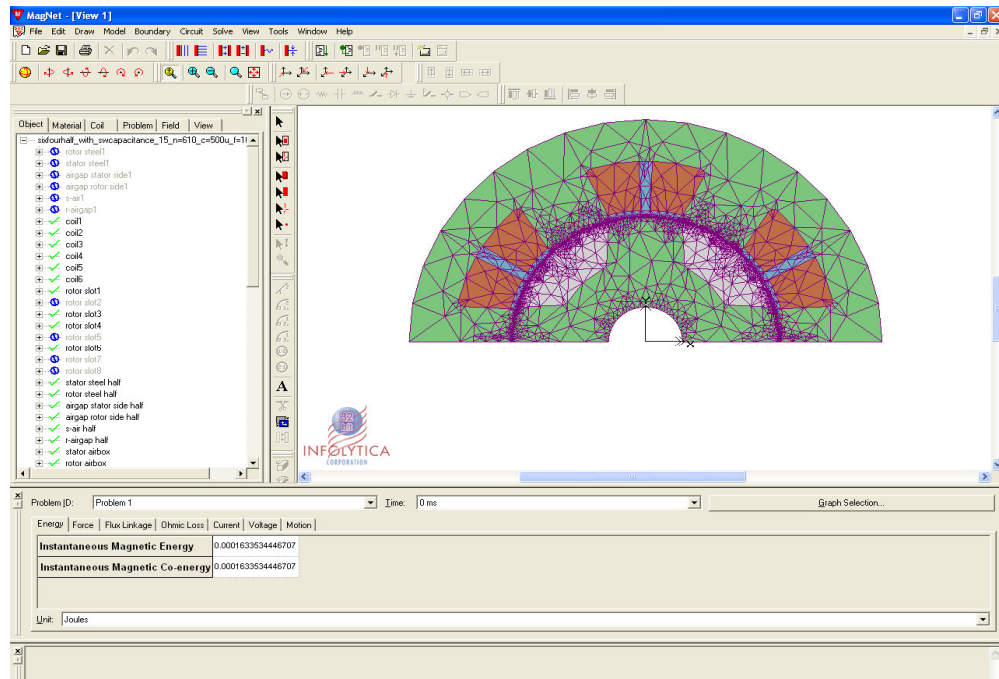 MagNet - [View 1]
File Edit Draw Model Boundary Circuit Solve View Tools Window Help
Object Material Coil Problem Field View
sixfourhalf_with_swcapacitance_15_n=610_c=500u_f=1(
rotor steel1
stator steel1
airgap stator side1
airgap rotor side1
s-air1
r-airgap1
coil1
coil2
coil3
coil4
coil5
coil6
rotor slot1
rotor slot2
rotor slot3
rotor slot4
rotor slot5
rotor slot6
rotor slot7
rotor slot8
stator steel half
rotor steel half
airgap stator side half
airgap rotor side half
s-air half
r-airgap half
stator airbox
rotor airbox
A
Y
X
INFOLYTICA
CORPORATION
Problem ID: Problem 1 Time: 0 ms Graph Selection...
Energy Force Flux Linkage Ohmic Loss Current Voltage Motion
Instantaneous Magnetic Energy 0.0001633534446707
Instantaneous Magnetic Co-energy 0.0001633534446707
Unit: Joules